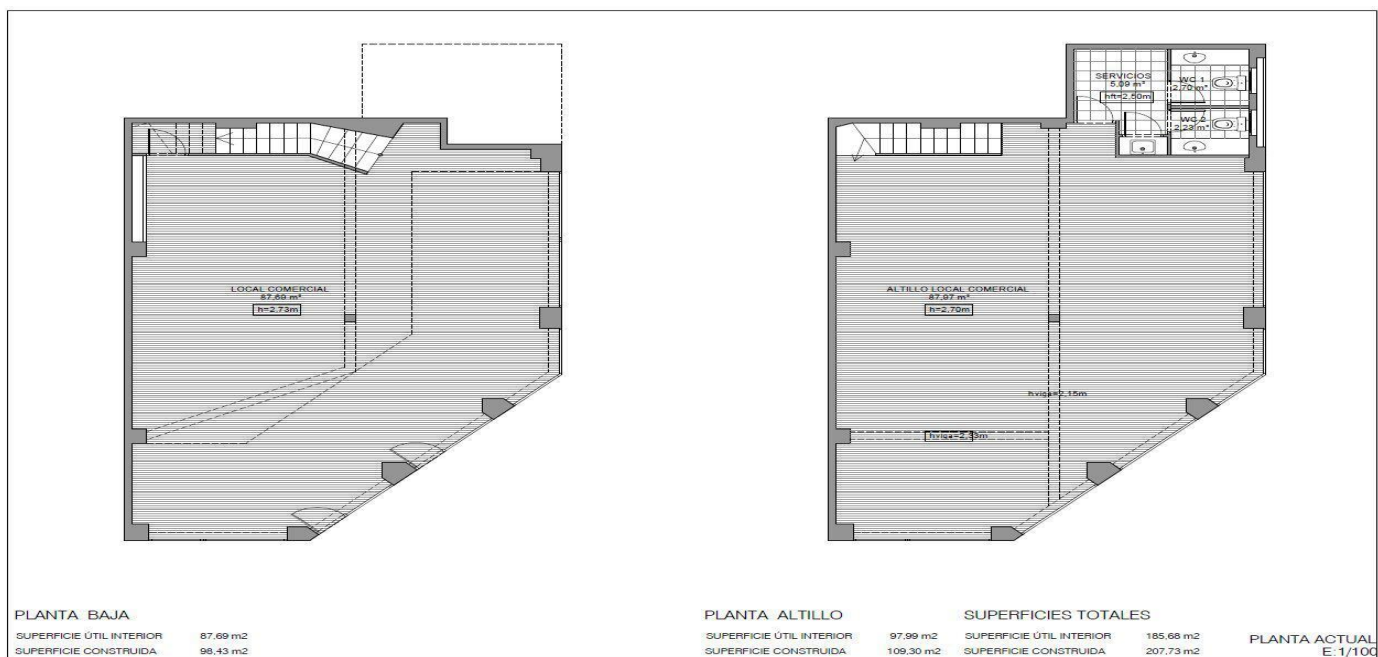 LOCAL COMERCIAL
87,69 m²
h=2,73m
SERVICIOS
5,09 m²
hft=2,50m
WC 1
2,70 m²
WC 2
2,23 m²
ALTILLO LOCAL COMERCIAL
87,97 m²
h=2,70m
hviga=2,15m
hviga=2,33m
PLANTA BAJA
SUPERFICIE ÚTIL INTERIOR 87,69 m2
SUPERFICIE CONSTRUIDA 98,43 m2
PLANTA ALTILLO
SUPERFICIE ÚTIL INTERIOR 97,99 m2
SUPERFICIE CONSTRUIDA 109,30 m2
SUPERFICIES TOTALES
SUPERFICIE ÚTIL INTERIOR 185,68 m2
SUPERFICIE CONSTRUIDA 207,73 m2
PLANTA ACTUAL
E:1/100